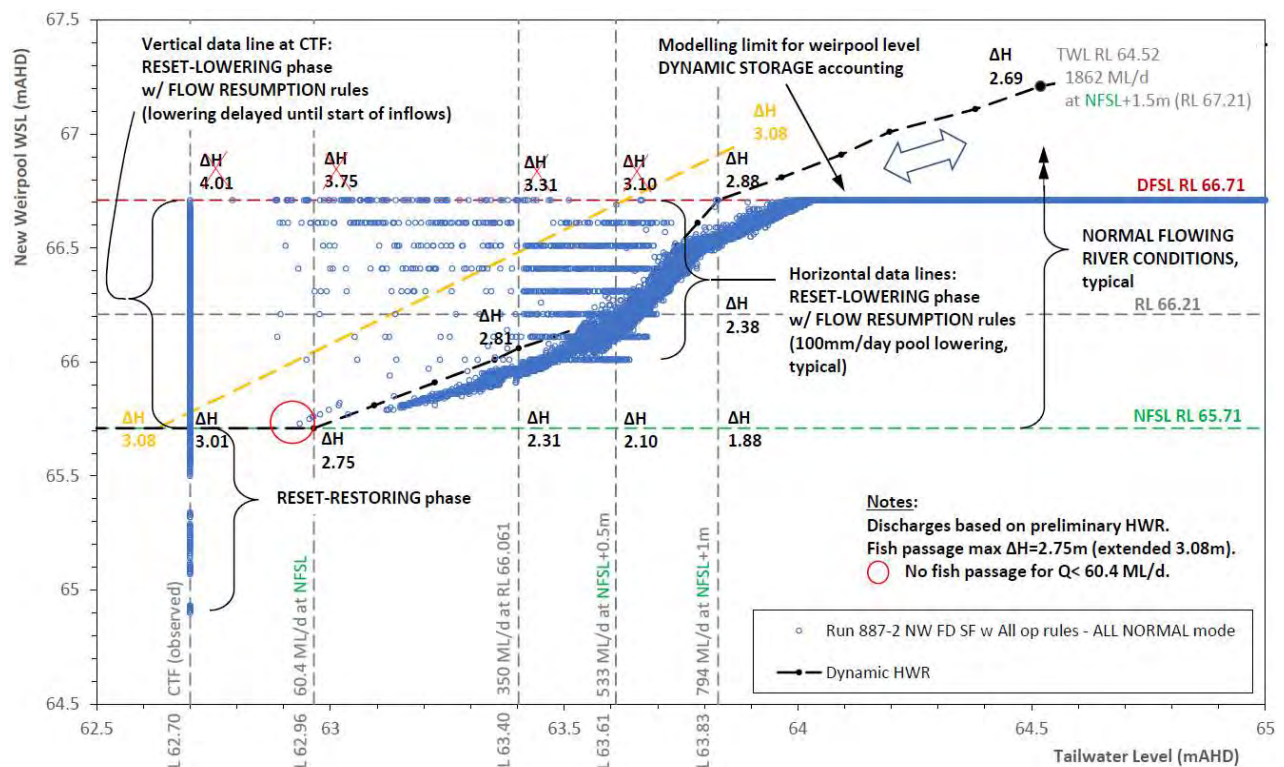 New Weirpool WSL (mAHD)
67.5
67
66.5
66
65.5
65
64.5
Vertical data line at CTF:
RESET-LOWERING phase
w/ FLOW RESUMPTION rules
(lowering delayed until start of inflows)
Modelling limit for weirpool level
DYNAMIC STORAGE accounting
ΔH
2.69
TWL RL 64.52
1862 ML/d
at NFSL+1.5m (RL 67.21)
ΔH
3.08
ΔH
4.01
ΔH
3.75
ΔH
3.31
ΔH
3.10
ΔH
2.88
DFSL RL 66.71
NORMAL FLOWING
RIVER CONDITIONS,
typical
Horizontal data lines:
RESET-LOWERING phase
w/ FLOW RESUMPTION rules
(100mm/day pool lowering,
typical)
RL 66.21
ΔH
2.81
ΔH
2.38
NFSL RL 65.71
ΔH
3.08
ΔH
3.01
ΔH
2.75
ΔH
2.31
ΔH
2.10
ΔH
1.88
RESET-RESTORING phase
Notes:
Discharges based on preliminary HWR.
Fish passage max ΔH=2.75m (extended 3.08m).
No fish passage for Q< 60.4 ML/d.
Run 887-2 NW FD SF w All op rules - ALL NORMAL mode
Dynamic HWR
CTF (observed)
60.4 ML/d at NFSL
350 ML/d at RL 66.061
533 ML/d at NFSL+0.5m
794 ML/d at NFSL+1m
L 62.70
L 62.96
L 63.40
L 63.61
L 63.83
62.5
63
63.5
64
64.5
65
Tailwater Level (mAHD)